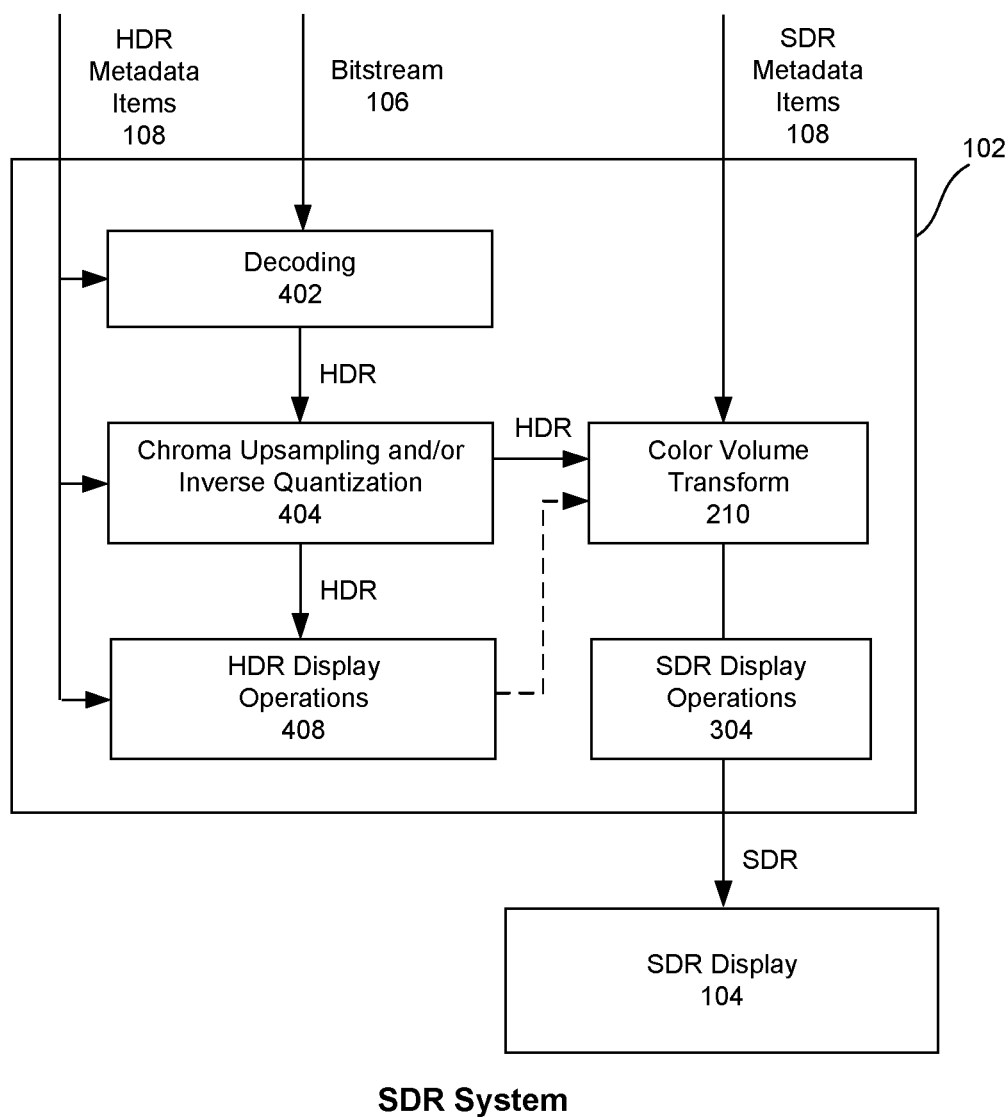 HDR
Metadata
Items
108
Bitstream
106
SDR
Metadata
Items
108
102
Decoding
402
HDR
Chroma Upsampling and/or
Inverse Quantization
404
HDR
Color Volume
Transform
210
HDR
HDR Display
Operations
408
SDR Display
Operations
304
SDR
SDR Display
104
SDR System